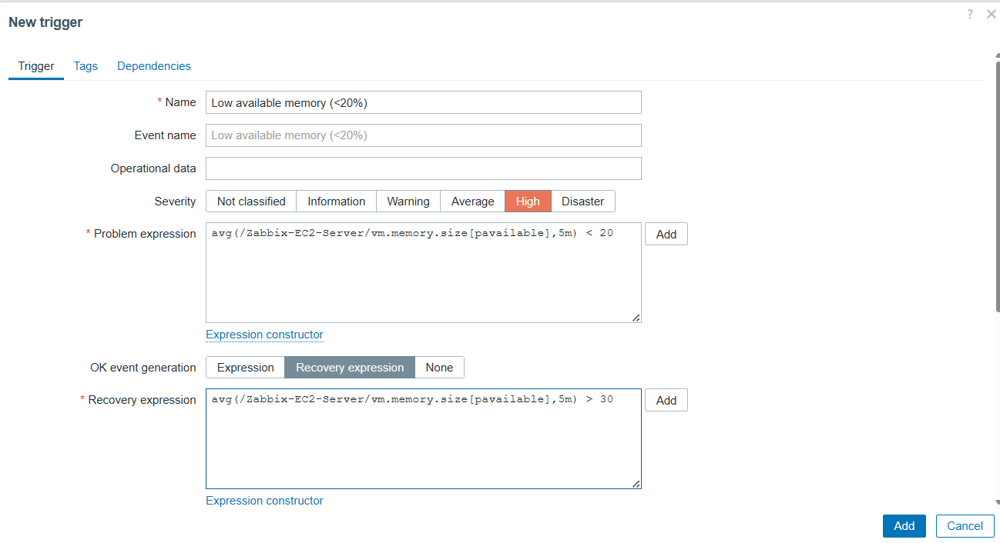 New trigger
? ×
Trigger Tags Dependencies
* Name Low available memory (<20%)
Event name Low available memory (<20%)
Operational data
Severity Not classified Information Warning Average High Disaster
* Problem expression avg(/Zabbix-EC2-Server/vm.memory.size[pavailable],5m) < 20 Add
Expression constructor
OK event generation Expression Recovery expression None
* Recovery expression avg(/Zabbix-EC2-Server/vm.memory.size[pavailable],5m) > 30 Add
Expression constructor
Add Cancel